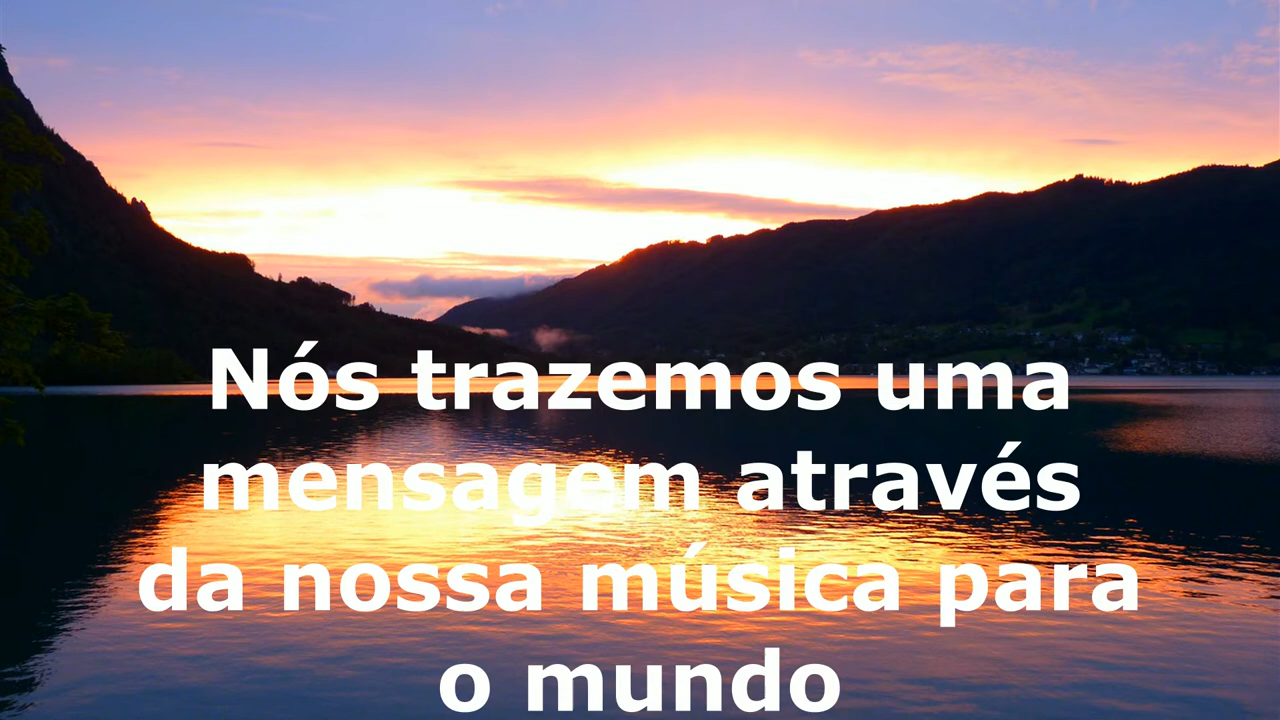 Nós trazemos uma
mensagem através
da nossa música para
o mundo